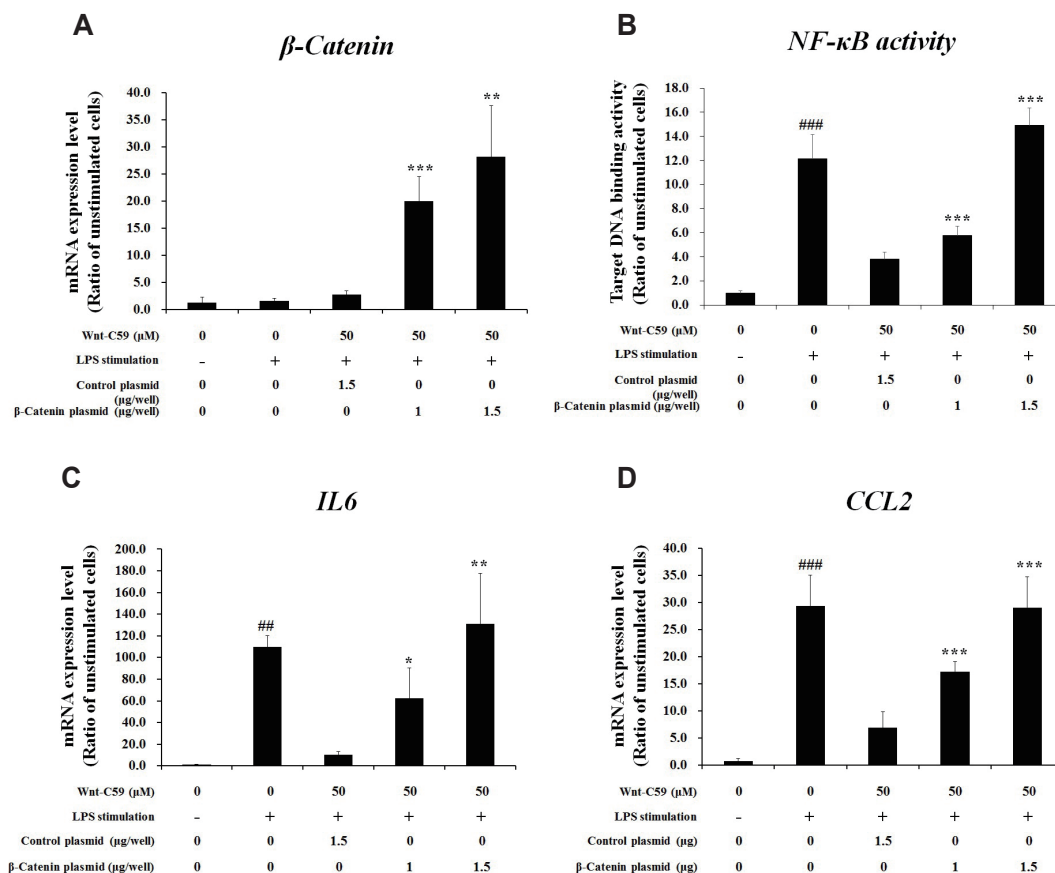 A
β-Catenin
mRNA expression level
(Ratio of unstimulated cells)
40.0
35.0
30.0
25.0
20.0
15.0
10.0
5.0
0.0
***
**
Wnt-C59 (μM) 0 0 50 50 50
LPS stimulation - + + + +
Control plasmid (μg/well) 0 0 1.5 0 0
β-Catenin plasmid (μg/well) 0 0 0 1 1.5
B
NF-κB activity
Target DNA binding activity
(Ratio of unstimulated cells)
18.0
16.0
14.0
12.0
10.0
8.0
6.0
4.0
2.0
0.0
###
***
***
Wnt-C59 (μM) 0 0 50 50 50
LPS stimulation - + + + +
Control plasmid (μg/well) 0 0 1.5 0 0
β-Catenin plasmid (μg/well) 0 0 0 1 1.5
C
IL6
mRNA expression level
(Ratio of unstimulated cells)
200.0
180.0
160.0
140.0
120.0
100.0
80.0
60.0
40.0
20.0
0.0
##
*
**
Wnt-C59 (μM) 0 0 50 50 50
LPS stimulation - + + + +
Control plasmid (μg/well) 0 0 1.5 0 0
β-Catenin plasmid (μg/well) 0 0 0 1 1.5
D
CCL2
mRNA expression level
(Ratio of unstimulated cells)
40.0
35.0
30.0
25.0
20.0
15.0
10.0
5.0
0.0
###
***
***
Wnt-C59 (μM) 0 0 50 50 50
LPS stimulation - + + + +
Control plasmid (μg) 0 0 1.5 0 0
β-Catenin plasmid (μg) 0 0 0 1 1.5